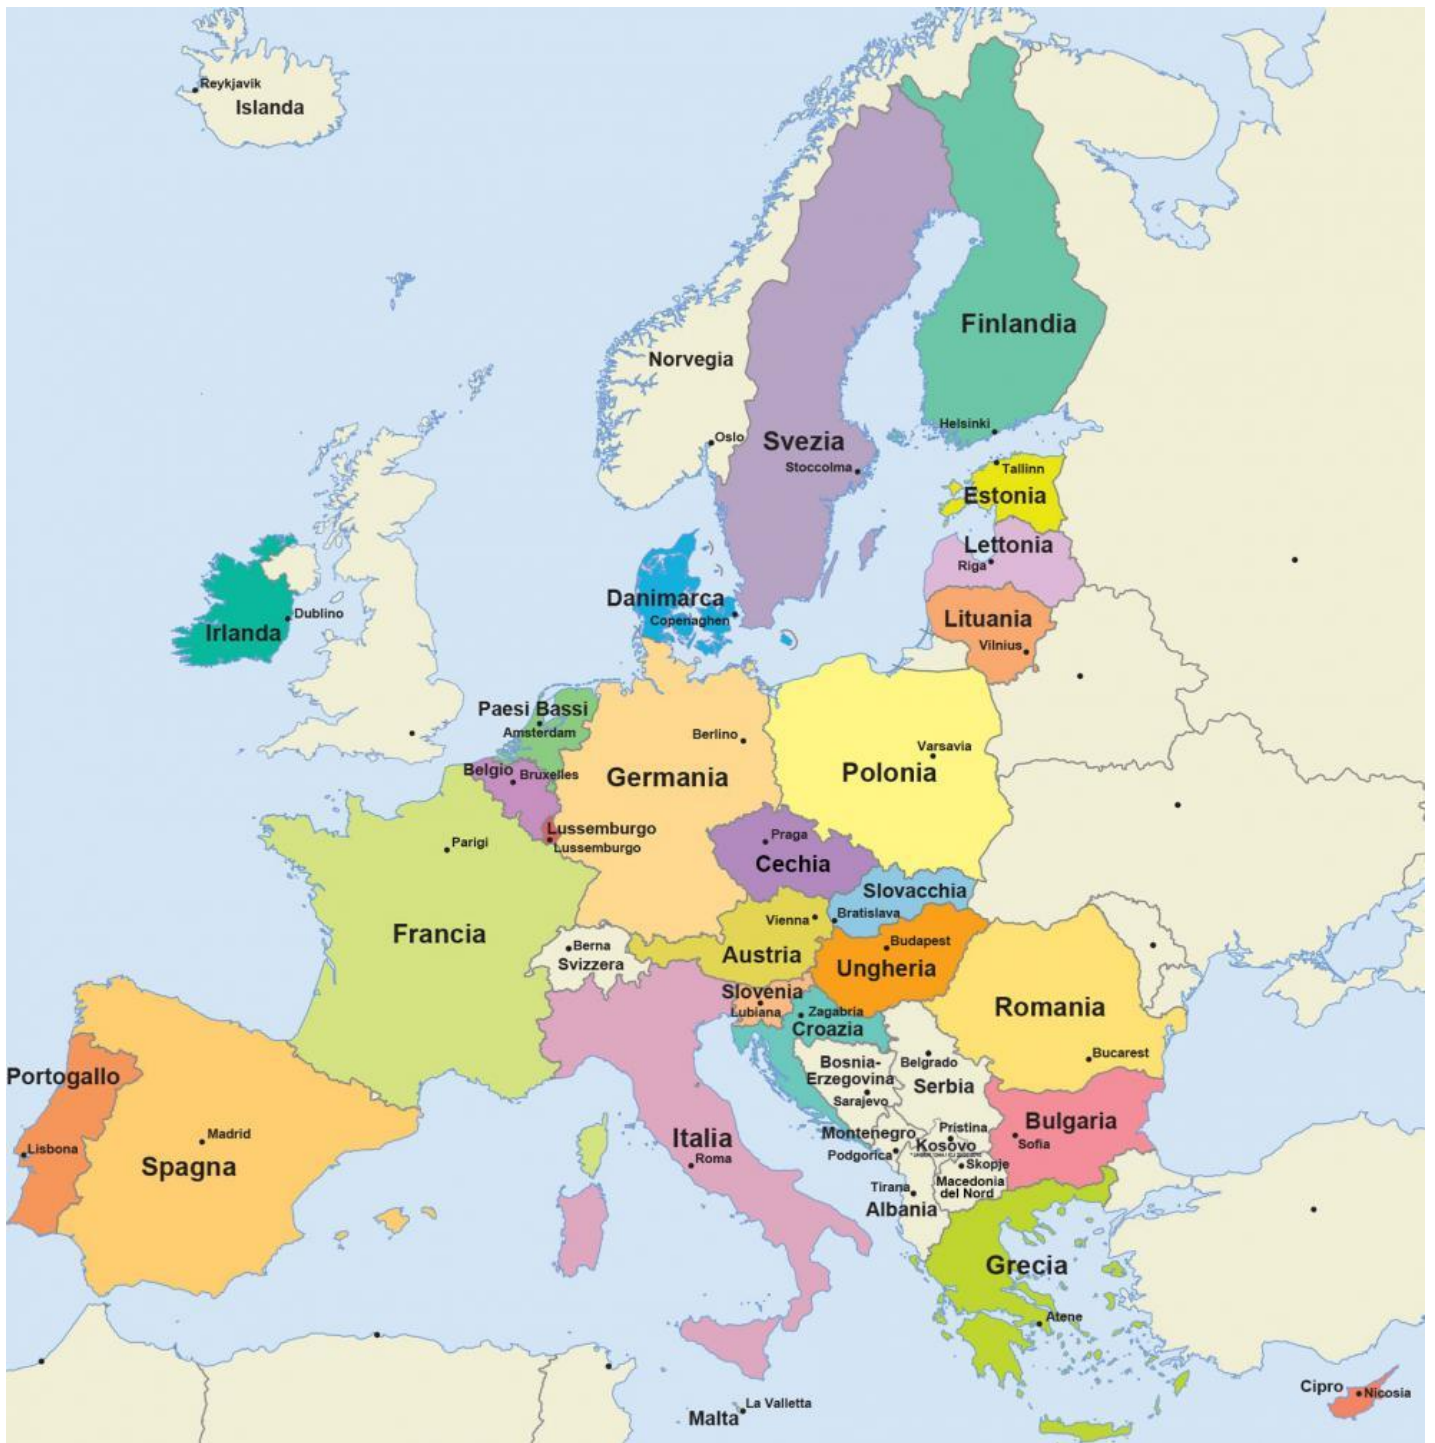 Reykjavik
Islanda
Finlandia
Norvegia
Helsinki
Oslo
Svezia
Stoccolma
Tallinn
Estonia
Lettonia
Riga
Danimarca
Copenaghen
Dublino
Irlanda
Lituania
Vilnius
Paesi Bassi
Amsterdam
Berlino
Varsavia
Belgio
Bruxelles
Germania
Polonia
Lussemburgo
Lussemburgo
Parigi
Praga
Cechia
Slovacchia
Bratislava
Vienna
Francia
Berna
Svizzera
Austria
Budapest
Ungheria
Slovenia
Lubiana
Zagabria
Croazia
Romania
Bucarest
Bosnia-
Erzegovina
Sarajevo
Belgrado
Serbia
Portogallo
Lisbona
Madrid
Spagna
Italia
Roma
Montenegro
Podgorica
Pristina
Kosovo
Bulgaria
Sofia
Skopje
Macedonia
del Nord
Tirana
Albania
Grecia
Atene
Malta
La Valletta
Cipro
Nicosia